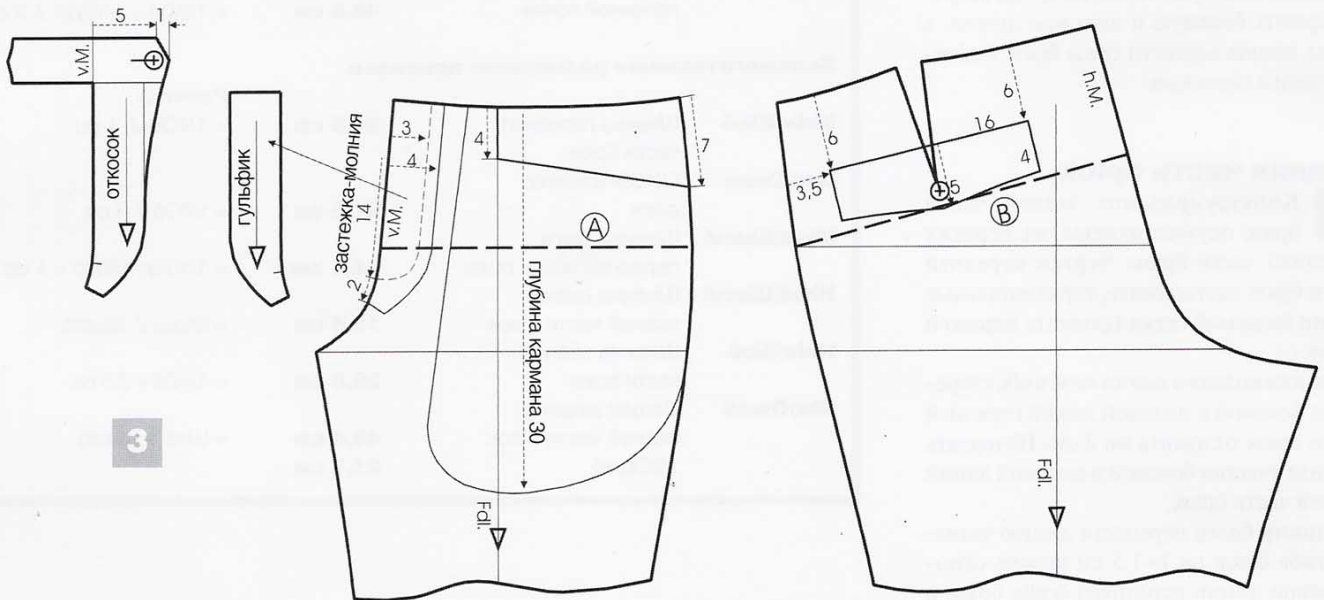 5 1
v.M.
откосок
гульфик
Застежка-молния
14
v.M.
3
4
2
4
7
A
глубина кармана 30
Fdl.
3
6
3,5
6
16
4
5
B
h.M.
Fdl.